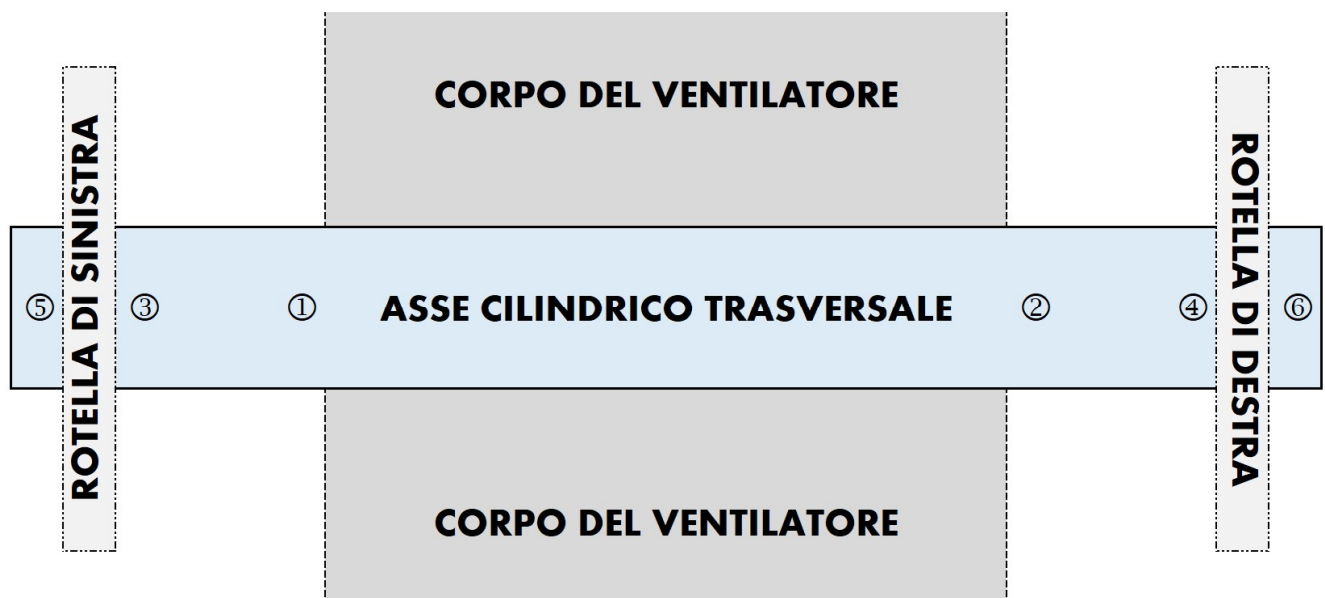 CORPO DEL VENTILATORE
ROTELLA DI SINISTRA
ROTELLA DI DESTRA
⑤ ③ ① ASSE CILINDRICO TRASVERSALE ② ④ ⑥
CORPO DEL VENTILATORE